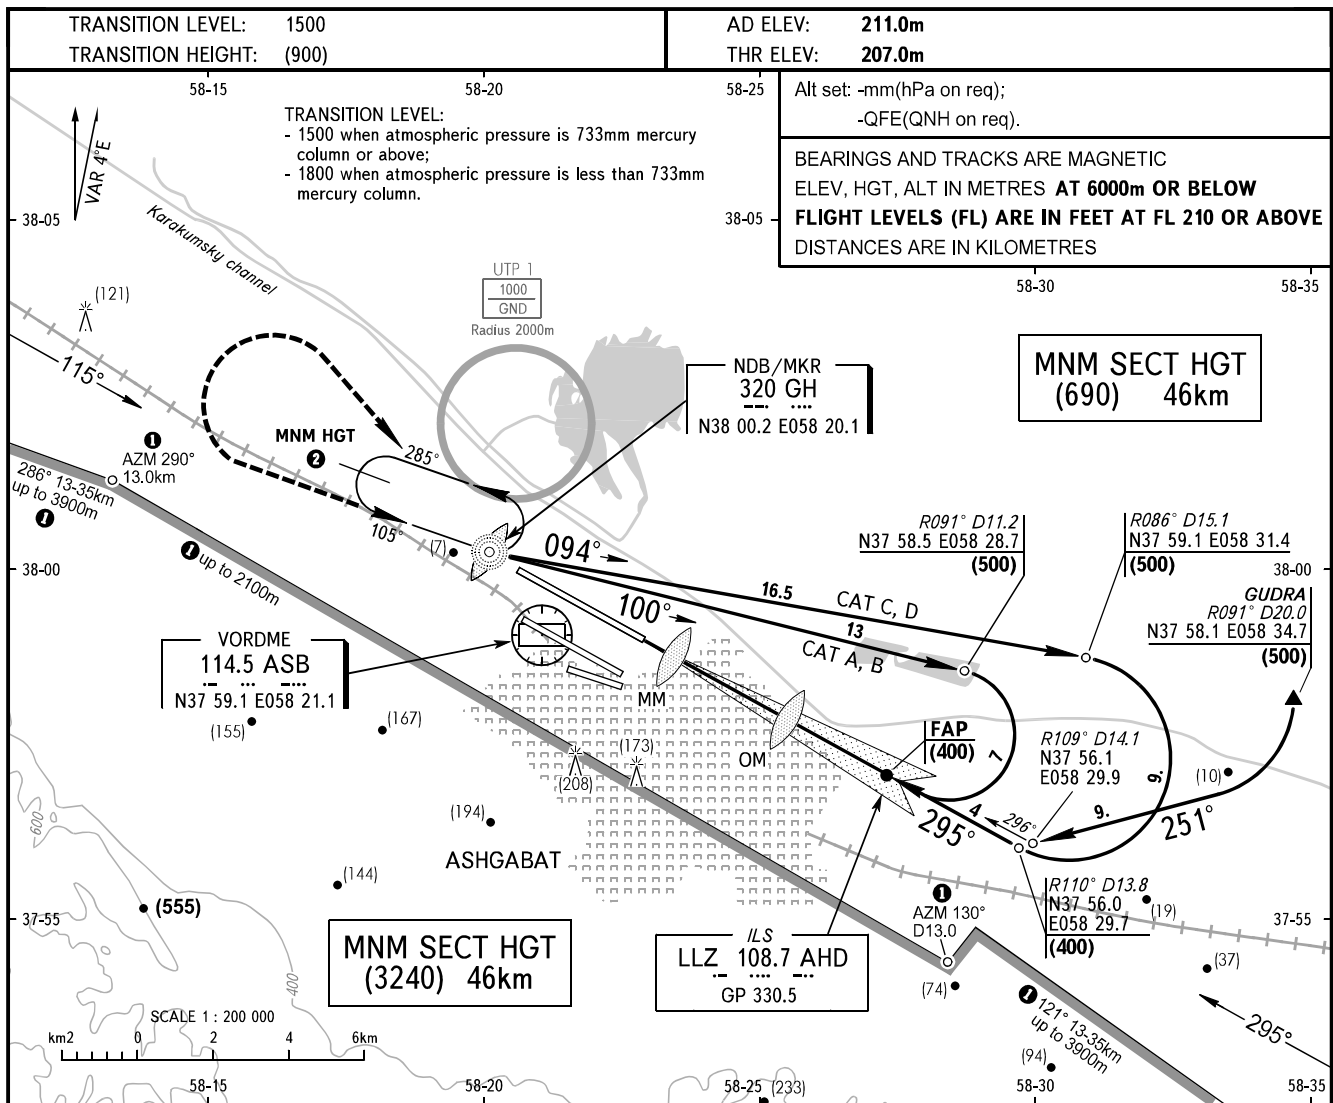 TRANSITION LEVEL: 1500
TRANSITION HEIGHT: (900)
AD ELEV: 211.0m
THR ELEV: 207.0m
58-15
58-20
58-25
Alt set: -mm(hPa on req);
-QFE(QNH on req).
BEARINGS AND TRACKS ARE MAGNETIC
ELEV, HGT, ALT IN METRES AT 6000m OR BELOW
FLIGHT LEVELS (FL) ARE IN FEET AT FL 210 OR ABOVE
DISTANCES ARE IN KILOMETRES
TRANSITION LEVEL:
- 1500 when atmospheric pressure is 733mm mercury
column or above;
- 1800 when atmospheric pressure is less than 733mm
mercury column.
VAR 4°E
38-05
38-05
Karakumsky channel
58-30
58-35
UTP 1
1000
GND
Radius 2000m
(121)
115°
MNM SECT HGT
(690) 46km
NDB/MKR
320 GH
N38 00.2 E058 20.1
1
AZM 290°
13.0km
MNM HGT
2
285°
105°
286° 13-35km
up to 3900m
1
1 up to 2100m
(7)
094°
16.5
CAT C, D
100°
13
CAT A, B
R091° D11.2
N37 58.5 E058 28.7
(500)
R086° D15.1
N37 59.1 E058 31.4
(500)
38-00
38-00
GUDRA
R091° D20.0
N37 58.1 E058 34.7
(500)
VORDME
114.5 ASB
N37 59.1 E058 21.1
MM
OM
(155)
(167)
(173)
(208)
FAP
(400)
7
R109° D14.1
N37 56.1
E058 29.9
(10)
9.
9.
251°
4
296°
295°
(194)
ASHGABAT
600
(144)
(555)
37-55
37-55
R110° D13.8
N37 56.0
E058 29.7
(400)
(19)
1
AZM 130°
D13.0
MNM SECT HGT
(3240) 46km
ILS
LLZ 108.7 AHD
GP 330.5
(37)
(74)
1 121° 13-35km
up to 3900m
295°
400
SCALE 1 : 200 000
km2 0 2 4 6km
(94)
(233)
58-15
58-20
58-25
58-30
58-35